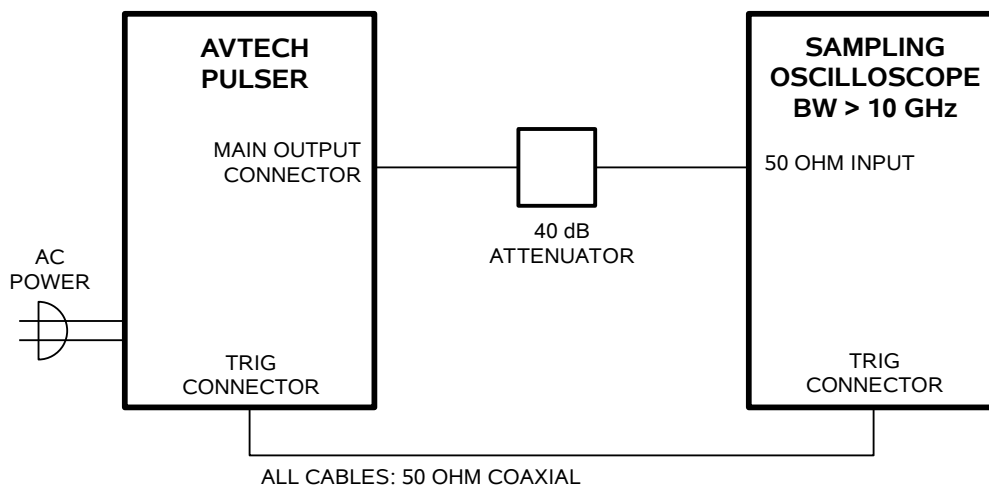 AVTECH
PULSER
MAIN OUTPUT
CONNECTOR
TRIG
CONNECTOR
AC
POWER
40 dB
ATTENUATOR
SAMPLING
OSCILLOSCOPE
BW > 10 GHz
50 OHM INPUT
TRIG
CONNECTOR
ALL CABLES: 50 OHM COAXIAL